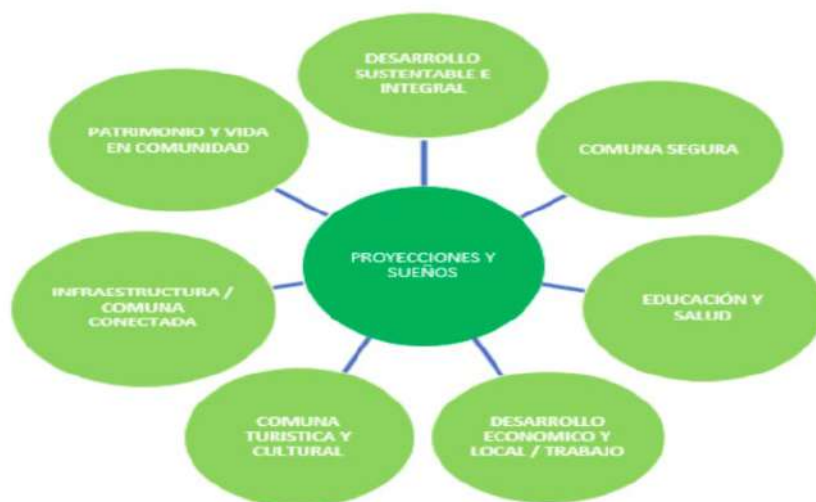 DESARROLLO
SUSTENTABLE E
INTEGRAL
PATRIMONIO Y VIDA
EN COMUNIDAD
COMUNA SEGURA
PROYECCIONES Y
SUEÑOS
INFRAESTRUCTURA /
COMUNA
CONECTADA
EDUCACIÓN Y
SALUD
COMUNA
TURISTICA Y
CULTURAL
DESARROLLO
ECONOMICO Y
LOCAL / TRABAJO